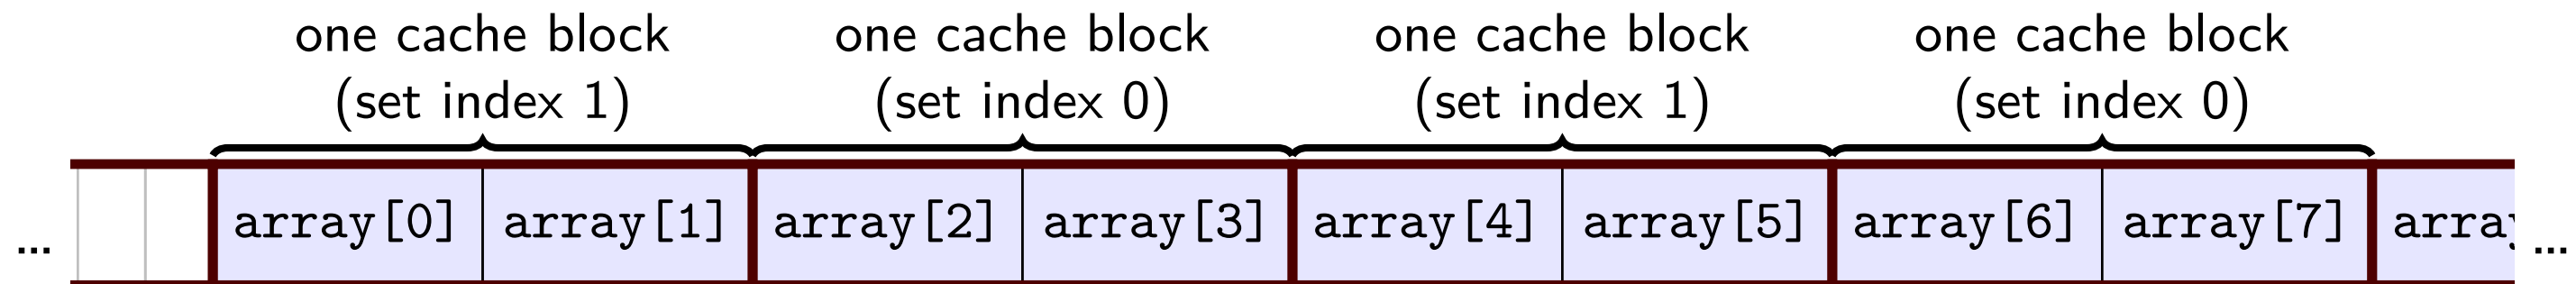 one cache block one cache block one cache block one cache block
(set index 1) (set index 0) (set index 1) (set index 0)
... array[0] array[1] array[2] array[3] array[4] array[5] array[6] array[7] array ...